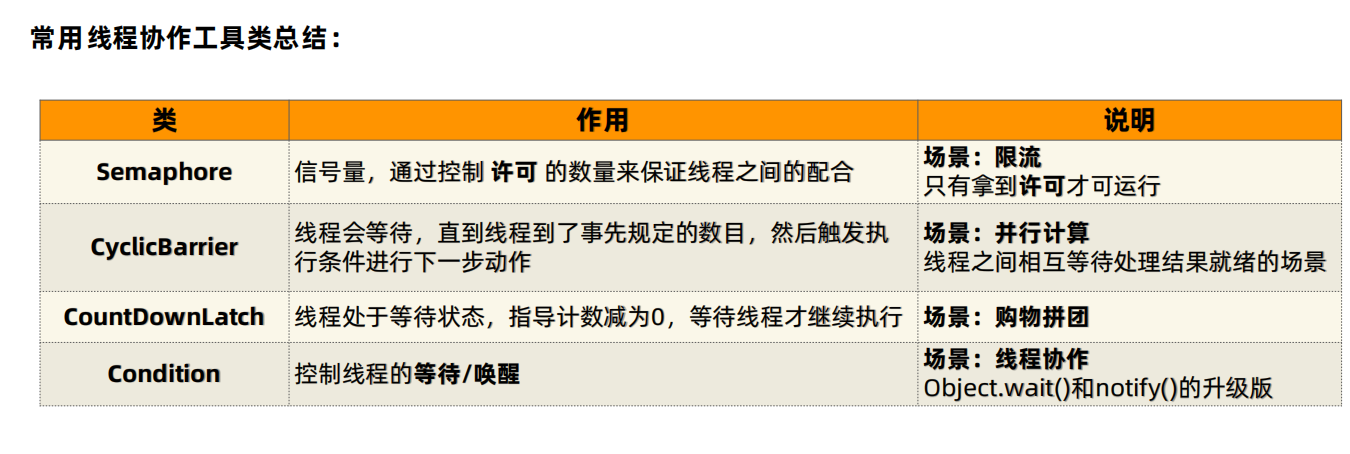 常用线程协作工具类总结：
类 作用 说明
Semaphore 信号量，通过控制 许可 的数量来保证线程之间的配合 场景：限流
只有拿到许可才可运行
CyclicBarrier 线程会等待，直到线程到了事先规定的数目，然后触发执
行条件进行下一步动作
场景：并行计算
线程之间相互等待处理结果就绪的场景
CountDownLatch 线程处于等待状态，指导计数减为0，等待线程才继续执行 场景：购物拼团
Condition 控制线程的等待/唤醒 场景：线程协作
Object.wait()和notify()的升级版